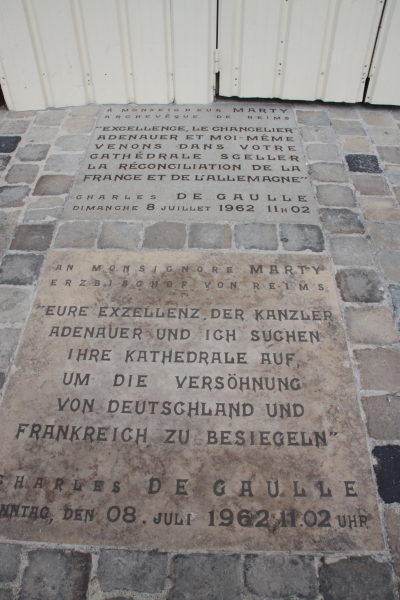 À MONSEIGNEUR MARTY
ARCHEVÊQUE DE REIMS
"EXCELLENCE, LE CHANCELIER
ADENAUER ET MOI-MÊME
VENONS DANS VOTRE
CATHÉDRALE SCELLER
LA RÉCONCILIATION DE LA
FRANCE ET DE L'ALLEMAGNE"
CHARLES DE GAULLE
DIMANCHE 8 JUILLET 1962 11H02
AN MONSIGNORE MARTY
ERZBISCHOF VON REIMS
"EURE EXZELLENZ, DER KANZLER
ADENAUER UND ICH SUCHEN
IHRE KATHEDRALE AUF,
UM DIE VERSÖHNUNG
VON DEUTSCHLAND UND
FRANKREICH ZU BESIEGELN"
CHARLES DE GAULLE
NNTAG, DEN 08. JULI 1962 11.02 UHR